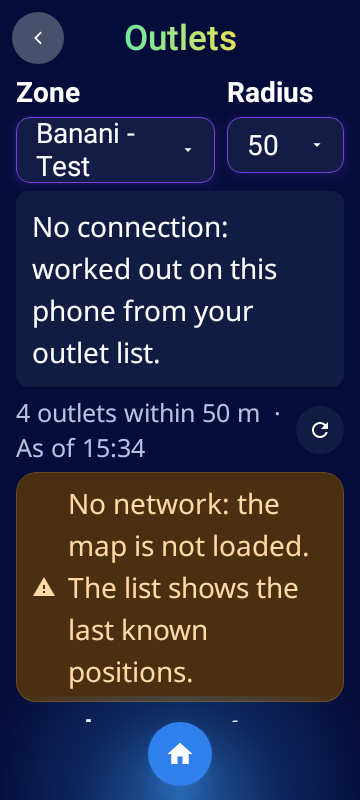 Outlets
Zone
Radius
Banani -
Test
50
No connection:
worked out on this
phone from your
outlet list.
4 outlets within 50 m ·
As of 15:34
No network: the
map is not loaded.
The list shows the
last known
positions.